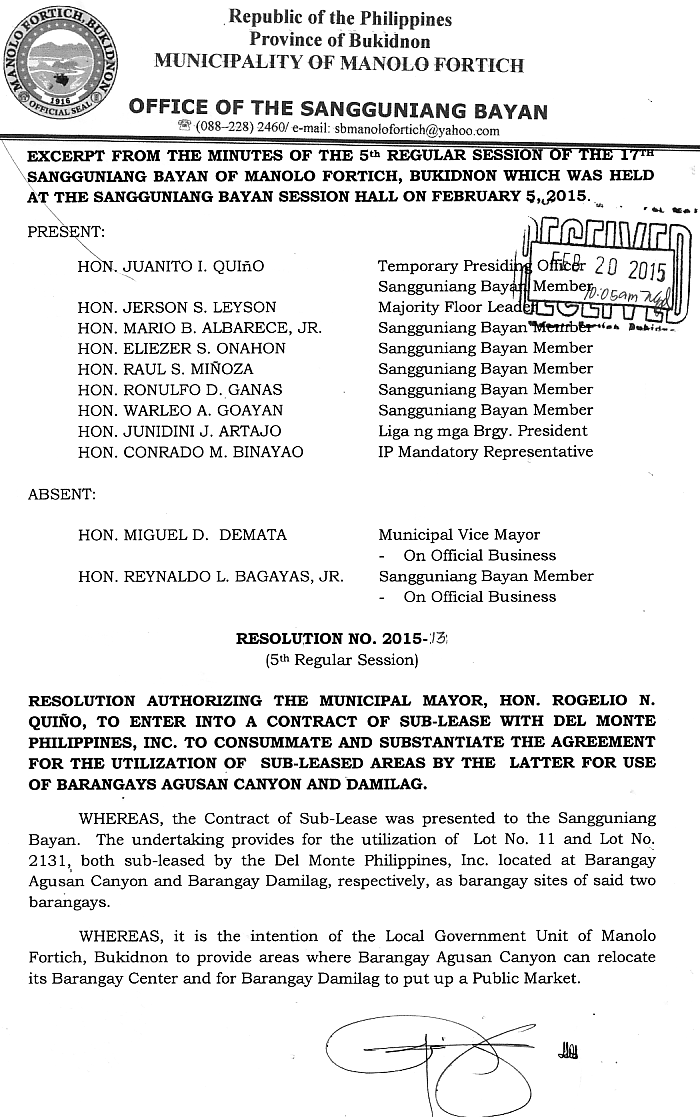 MANOLO FORTICH, BUKIDNON
1916
OFFICIAL SEAL
Republic of the Philippines
Province of Bukidnon
MUNICIPALITY OF MANOLO FORTICH
OFFICE OF THE SANGGUNIANG BAYAN
☏ (088–228) 2460/ e-mail: sbmanolofortich@yahoo.com
EXCERPT FROM THE MINUTES OF THE 5th REGULAR SESSION OF THE 17TH
SANGGUNIANG BAYAN OF MANOLO FORTICH, BUKIDNON WHICH WAS HELD
AT THE SANGGUNIANG BAYAN SESSION HALL ON FEBRUARY 5, 2015.
RECEIVED
FEB 20 2015
10:05am
PRESENT:
HON. JUANITO I. QUIñO Temporary Presiding Officer
Sangguniang Bayan Member
HON. JERSON S. LEYSON Majority Floor Leader
HON. MARIO B. ALBARECE, JR. Sangguniang Bayan Member
HON. ELIEZER S. ONAHON Sangguniang Bayan Member
HON. RAUL S. MIÑOZA Sangguniang Bayan Member
HON. RONULFO D. GANAS Sangguniang Bayan Member
HON. WARLEO A. GOAYAN Sangguniang Bayan Member
HON. JUNIDINI J. ARTAJO Liga ng mga Brgy. President
HON. CONRADO M. BINAYAO IP Mandatory Representative
ABSENT:
HON. MIGUEL D. DEMATA Municipal Vice Mayor
- On Official Business
HON. REYNALDO L. BAGAYAS, JR. Sangguniang Bayan Member
- On Official Business
RESOLUTION NO. 2015-13
(5th Regular Session)
RESOLUTION AUTHORIZING THE MUNICIPAL MAYOR, HON. ROGELIO N.
QUIÑO, TO ENTER INTO A CONTRACT OF SUB-LEASE WITH DEL MONTE
PHILIPPINES, INC. TO CONSUMMATE AND SUBSTANTIATE THE AGREEMENT
FOR THE UTILIZATION OF SUB-LEASED AREAS BY THE LATTER FOR USE
OF BARANGAYS AGUSAN CANYON AND DAMILAG.
WHEREAS, the Contract of Sub-Lease was presented to the Sangguniang
Bayan. The undertaking provides for the utilization of Lot No. 11 and Lot No.
2131, both sub-leased by the Del Monte Philippines, Inc. located at Barangay
Agusan Canyon and Barangay Damilag, respectively, as barangay sites of said two
barangays.
WHEREAS, it is the intention of the Local Government Unit of Manolo
Fortich, Bukidnon to provide areas where Barangay Agusan Canyon can relocate
its Barangay Center and for Barangay Damilag to put up a Public Market.